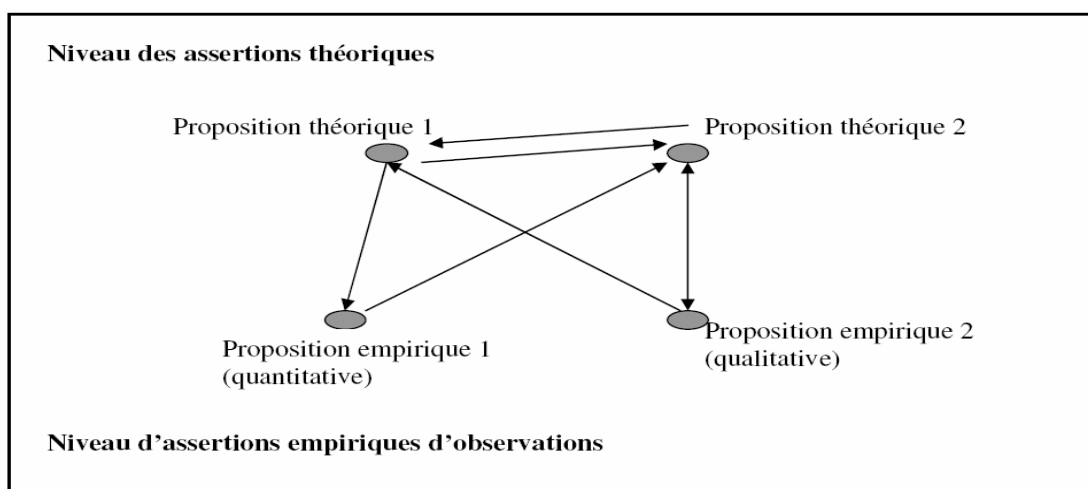 Niveau des assertions théoriques
Proposition théorique 1
Proposition théorique 2
Proposition empirique 1
(quantitative)
Proposition empirique 2
(qualitative)
Niveau d’assertions empiriques d’observations